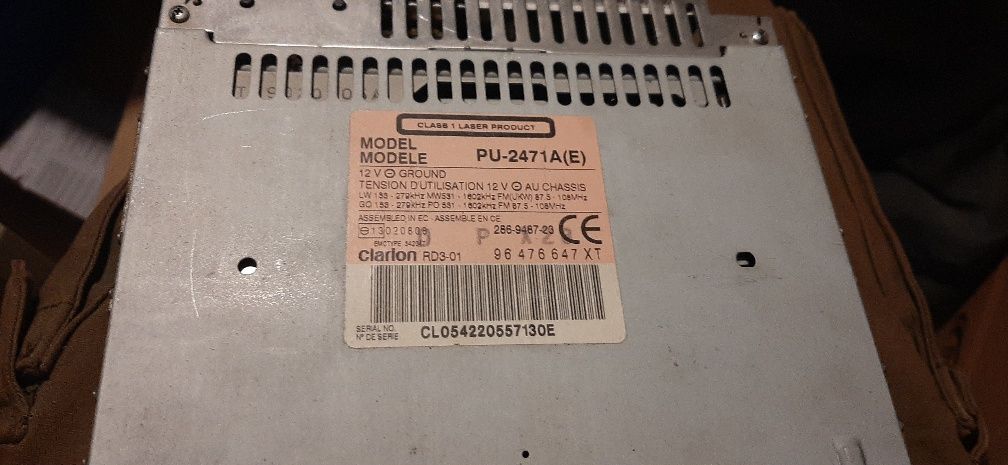 CLASS 1 LASER PRODUCT
MODEL
MODELE PU-2471A(E)
12 V ⊖ GROUND
TENSION D'UTILISATION 12 V ⊖ AU CHASSIS
LW 153 - 279kHz MW531 - 1602kHz FM(UKW) 87.5 - 108MHz
GO 153 - 279kHz PO 531 - 1602kHz FM 87.5 - 108MHz
ASSEMBLED IN EC - ASSEMBLE EN CE
13020809 286-9467-23 CE
EMC TYPE
clarion RD3-01 96 476 647 XT
SERIAL NO.
N° DE SERIE CL054220557130E